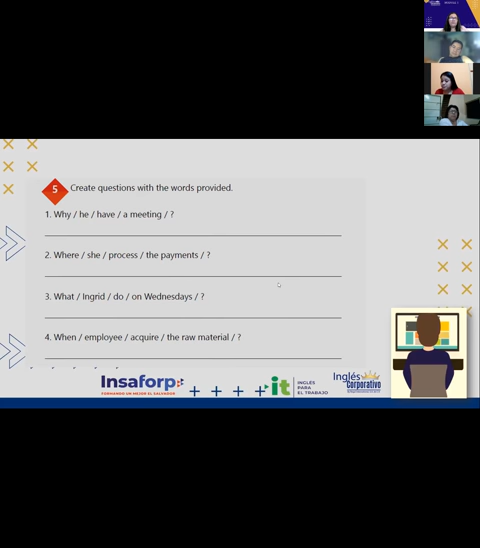 5 Create questions with the words provided.
1. Why / he / have / a meeting / ?
2. Where / she / process / the payments / ?
3. What / Ingrid / do / on Wednesdays / ?
4. When / employee / acquire / the raw material / ?
Insaforp
FORMANDO UN MEJOR EL SALVADOR
it
INGLÉS
PARA
EL TRABAJO
Inglés
Corporativo